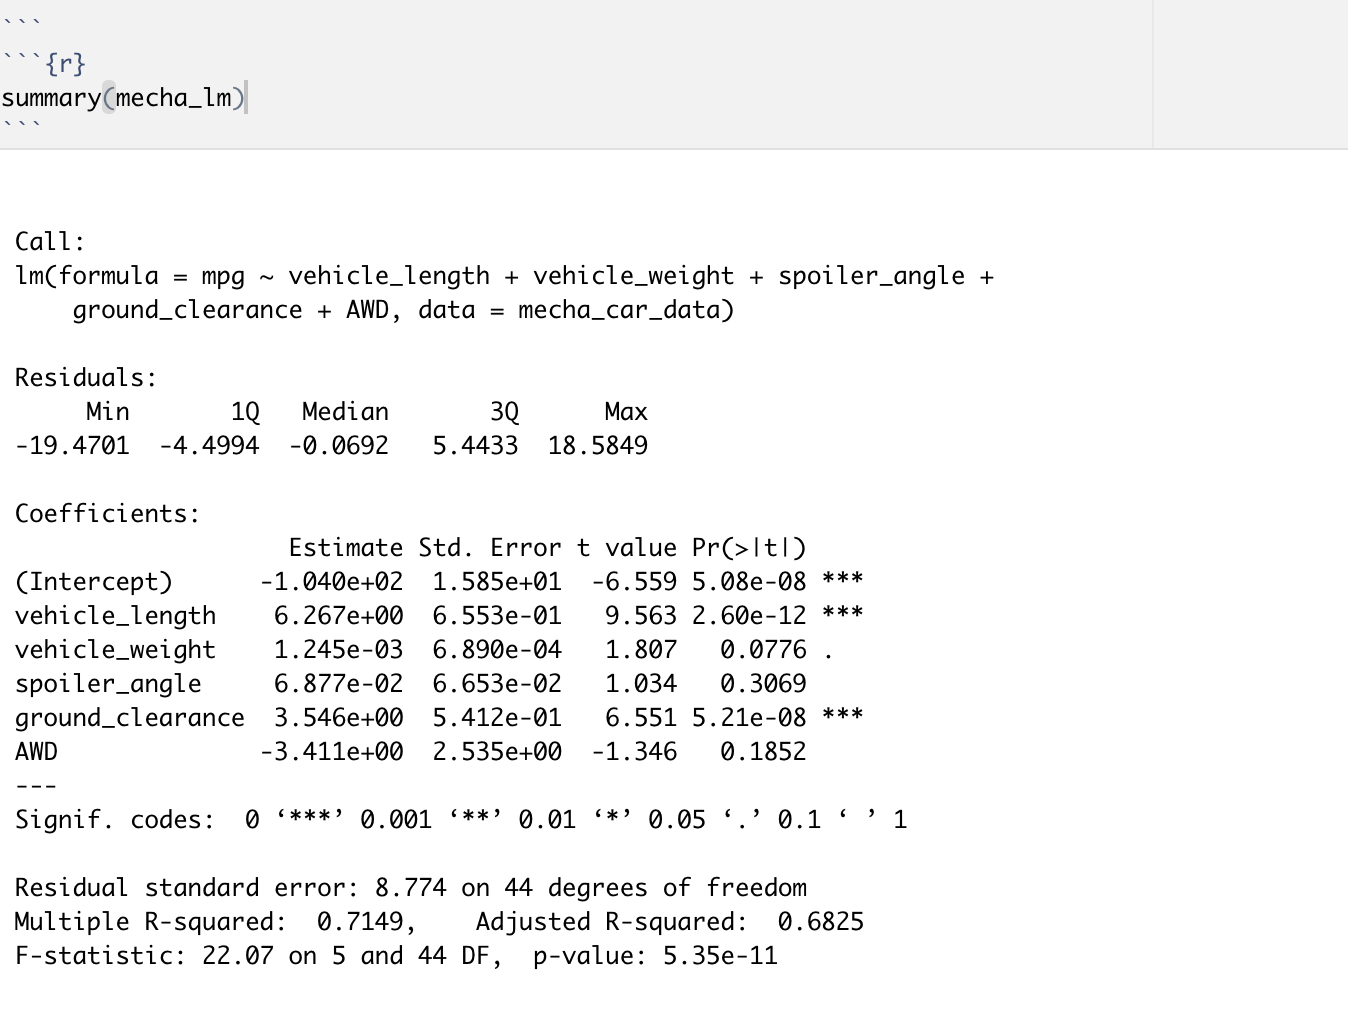 ```
```{r}
summary(mecha_lm)
```
Call:
lm(formula = mpg ~ vehicle_length + vehicle_weight + spoiler_angle +
    ground_clearance + AWD, data = mecha_car_data)
Residuals:
     Min       1Q   Median       3Q      Max
-19.4701  -4.4994  -0.0692   5.4433  18.5849
Coefficients:
                   Estimate Std. Error t value Pr(>|t|)
(Intercept)      -1.040e+02  1.585e+01  -6.559 5.08e-08 ***
vehicle_length    6.267e+00  6.553e-01   9.563 2.60e-12 ***
vehicle_weight    1.245e-03  6.890e-04   1.807   0.0776 .
spoiler_angle     6.877e-02  6.653e-02   1.034   0.3069
ground_clearance  3.546e+00  5.412e-01   6.551 5.21e-08 ***
AWD              -3.411e+00  2.535e+00  -1.346   0.1852
---
Signif. codes:  0 ‘***’ 0.001 ‘**’ 0.01 ‘*’ 0.05 ‘.’ 0.1 ‘ ’ 1
Residual standard error: 8.774 on 44 degrees of freedom
Multiple R-squared:  0.7149,    Adjusted R-squared:  0.6825
F-statistic: 22.07 on 5 and 44 DF,  p-value: 5.35e-11